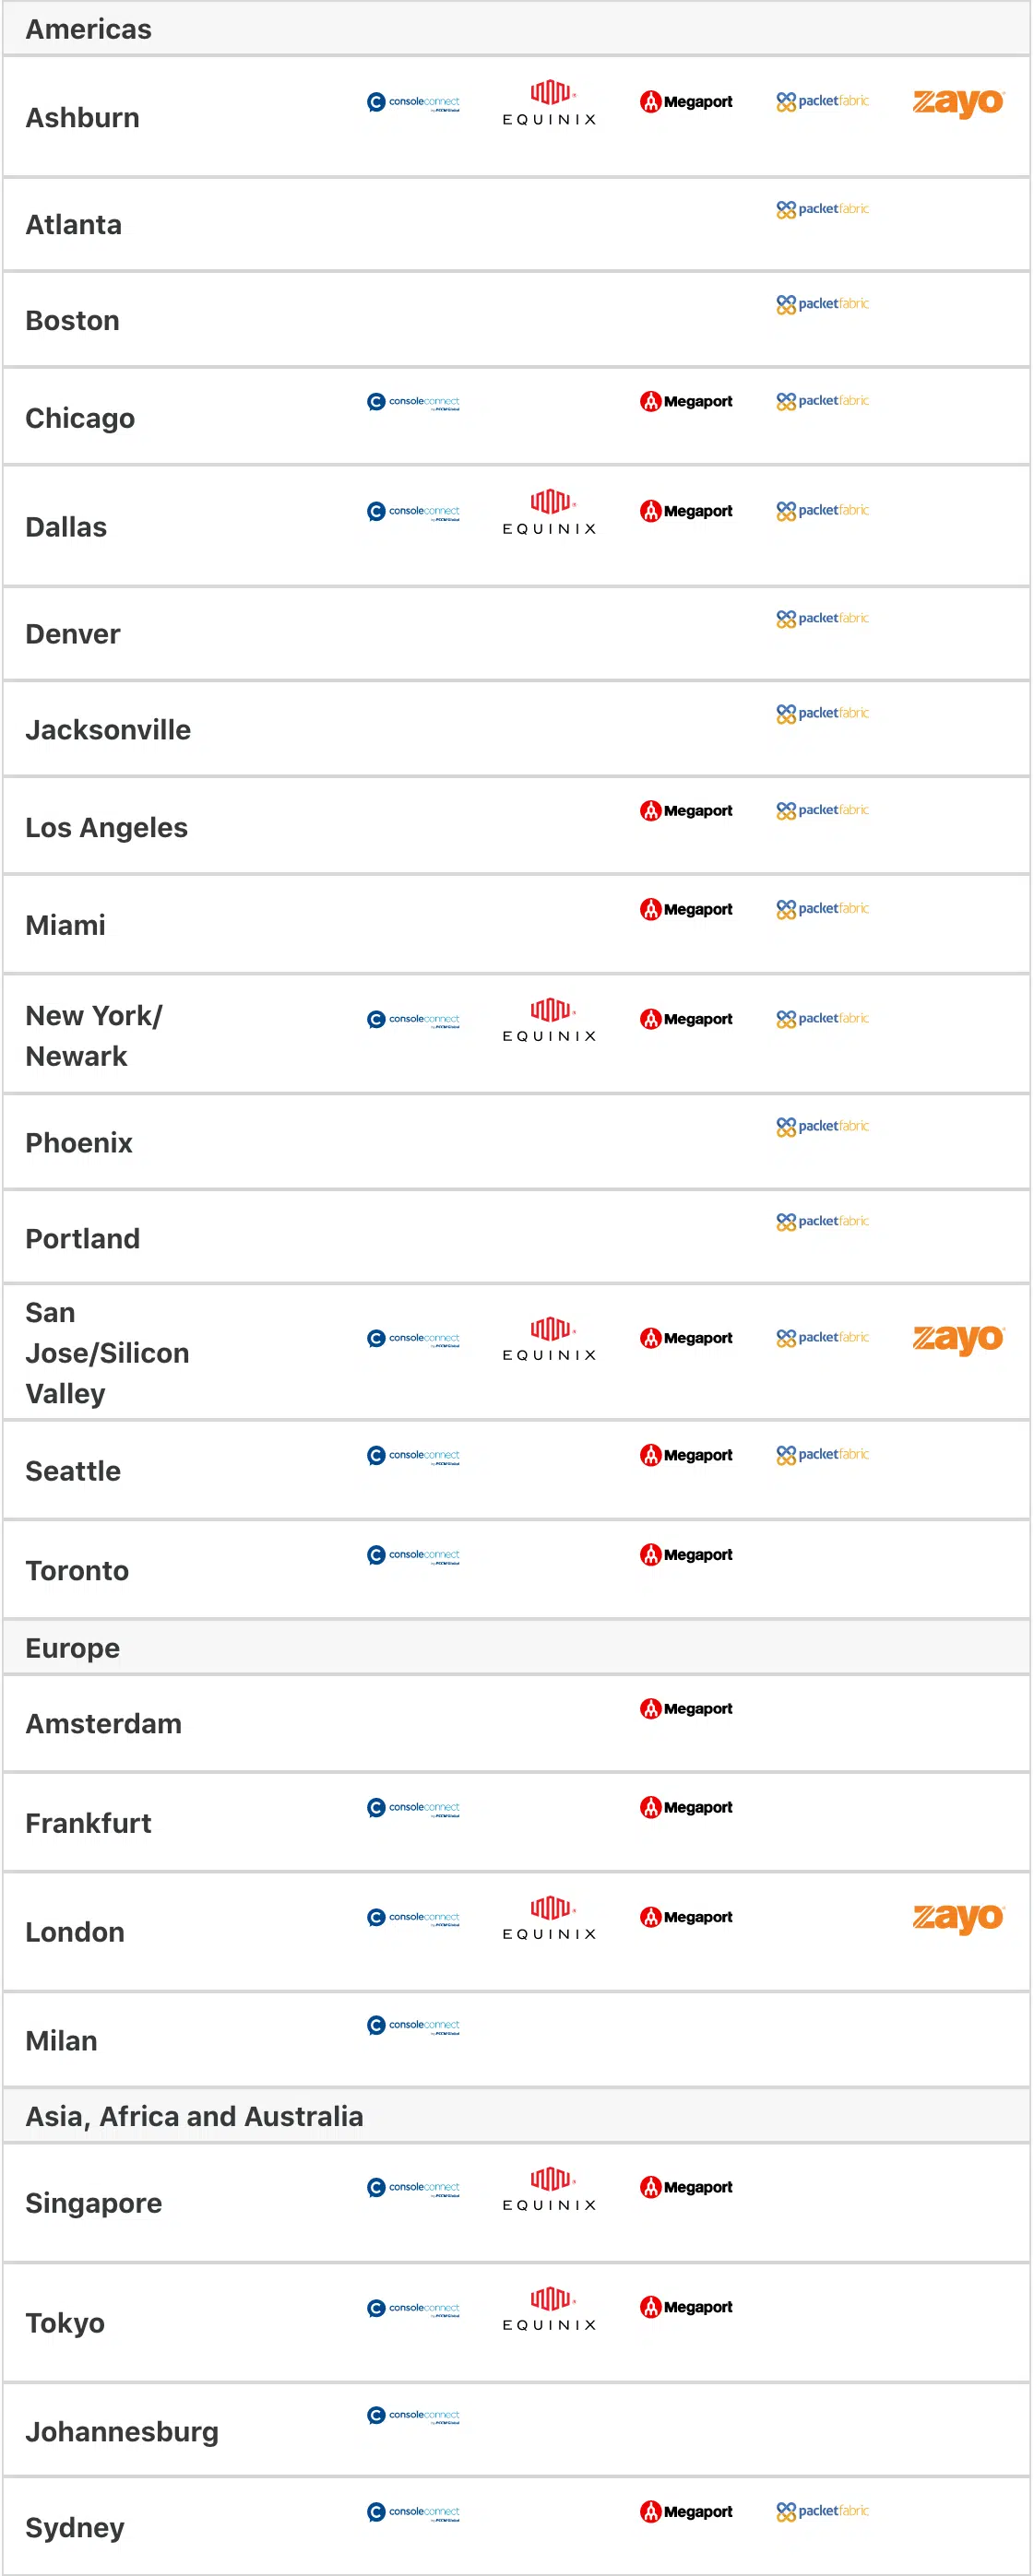 Americas
Ashburn consoleconnect EQUINIX Megaport packetfabric zayo
Atlanta packetfabric
Boston packetfabric
Chicago consoleconnect Megaport packetfabric
Dallas consoleconnect EQUINIX Megaport packetfabric
Denver packetfabric
Jacksonville packetfabric
Los Angeles Megaport packetfabric
Miami Megaport packetfabric
New York/
Newark consoleconnect EQUINIX Megaport packetfabric
Phoenix packetfabric
Portland packetfabric
San
Jose/Silicon consoleconnect EQUINIX Megaport packetfabric zayo
Valley
Seattle consoleconnect Megaport packetfabric
Toronto consoleconnect Megaport
Europe
Amsterdam Megaport
Frankfurt consoleconnect Megaport
London consoleconnect EQUINIX Megaport zayo
Milan consoleconnect
Asia, Africa and Australia
Singapore consoleconnect EQUINIX Megaport
Tokyo consoleconnect EQUINIX Megaport
Johannesburg consoleconnect
Sydney consoleconnect Megaport packetfabric